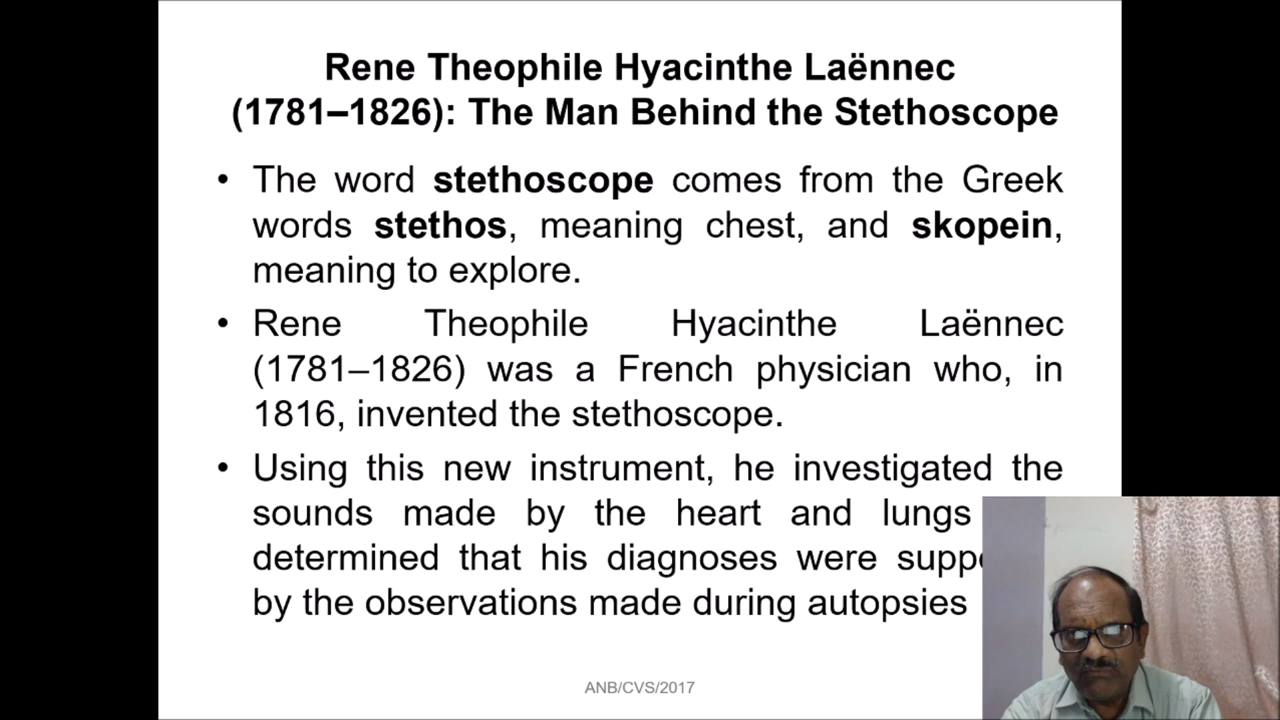 Rene Theophile Hyacinthe Laënnec
(1781–1826): The Man Behind the Stethoscope
• The word stethoscope comes from the Greek
words stethos, meaning chest, and skopein,
meaning to explore.
• Rene Theophile Hyacinthe Laënnec
(1781–1826) was a French physician who, in
1816, invented the stethoscope.
• Using this new instrument, he investigated the
sounds made by the heart and lungs
determined that his diagnoses were
by the observations made during autopsies
ANB/CVS/2017